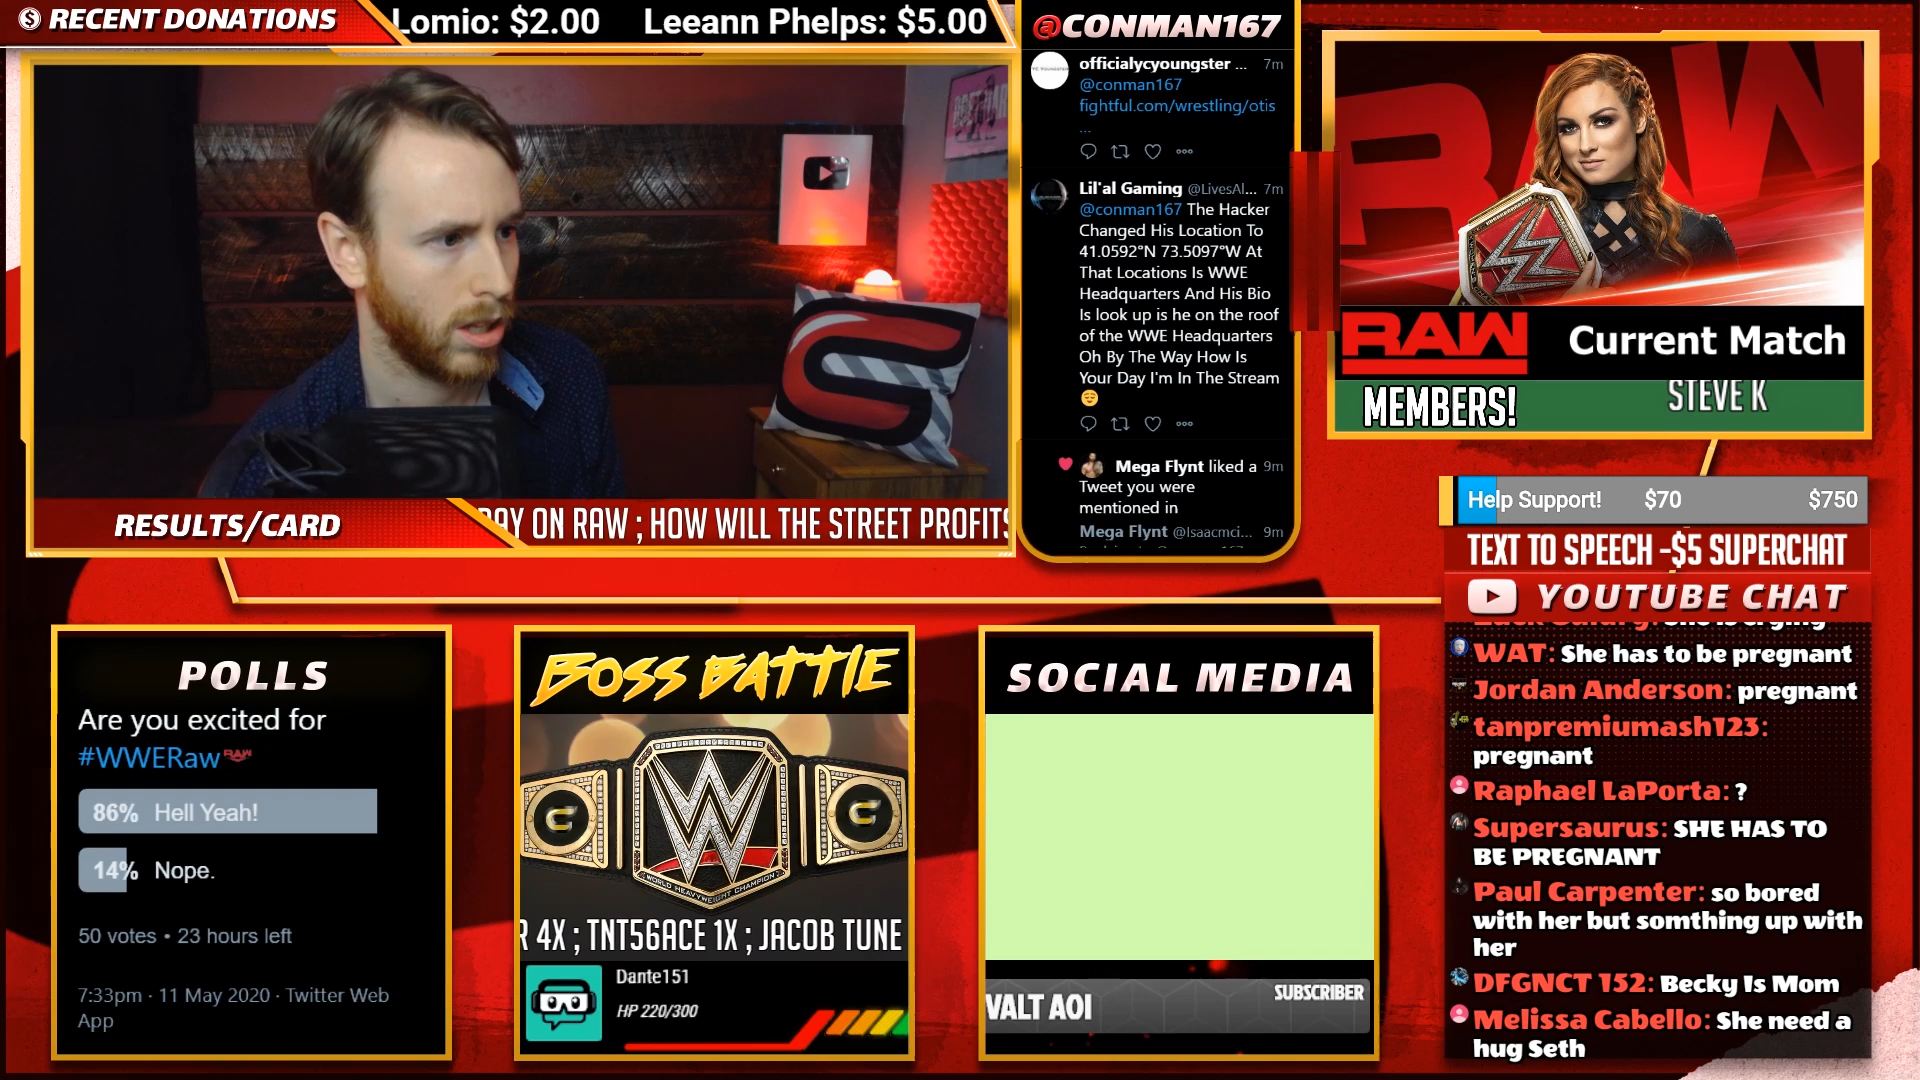 RECENT DONATIONS
Lomio: $2.00 Leeann Phelps: $5.00
@CONMAN167
officialycyoungster ... 7m
@conman167
fightful.com/wrestling/otis
...
Lil'al Gaming @LivesAl... 7m
@conman167 The Hacker
Changed His Location To
41.0592°N 73.5097°W At
That Locations Is WWE
Headquarters And His Bio
Is look up is he on the roof
of the WWE Headquarters
Oh By The Way How Is
Your Day I'm In The Stream
😌
Mega Flynt liked a 9m
Tweet you were
mentioned in
Mega Flynt @Isaacmci... 9m
RAW
RAW Current Match
MEMBERS! STEVE K
Help Support! $70 $750
TEXT TO SPEECH -$5 SUPERCHAT
YOUTUBE CHAT
WAT: She has to be pregnant
Jordan Anderson: pregnant
tanpremiumash123:
pregnant
Raphael LaPorta: ?
Supersaurus: SHE HAS TO
BE PREGNANT
Paul Carpenter: so bored
with her but somthing up with
her
DFGNCT 152: Becky Is Mom
Melissa Cabello: She need a
hug Seth
RESULTS/CARD
DAY ON RAW ; HOW WILL THE STREET PROFITS
POLLS
Are you excited for
#WWERaw
86% Hell Yeah!
14% Nope.
50 votes • 23 hours left
7:33pm · 11 May 2020 · Twitter Web
App
BOSS BATTLE
WORLD HEAVYWEIGHT CHAMPION
R 4X ; TNT56ACE 1X ; JACOB TUNE
Dante151
HP 220/300
SOCIAL MEDIA
VALT AOI
SUBSCRIBER